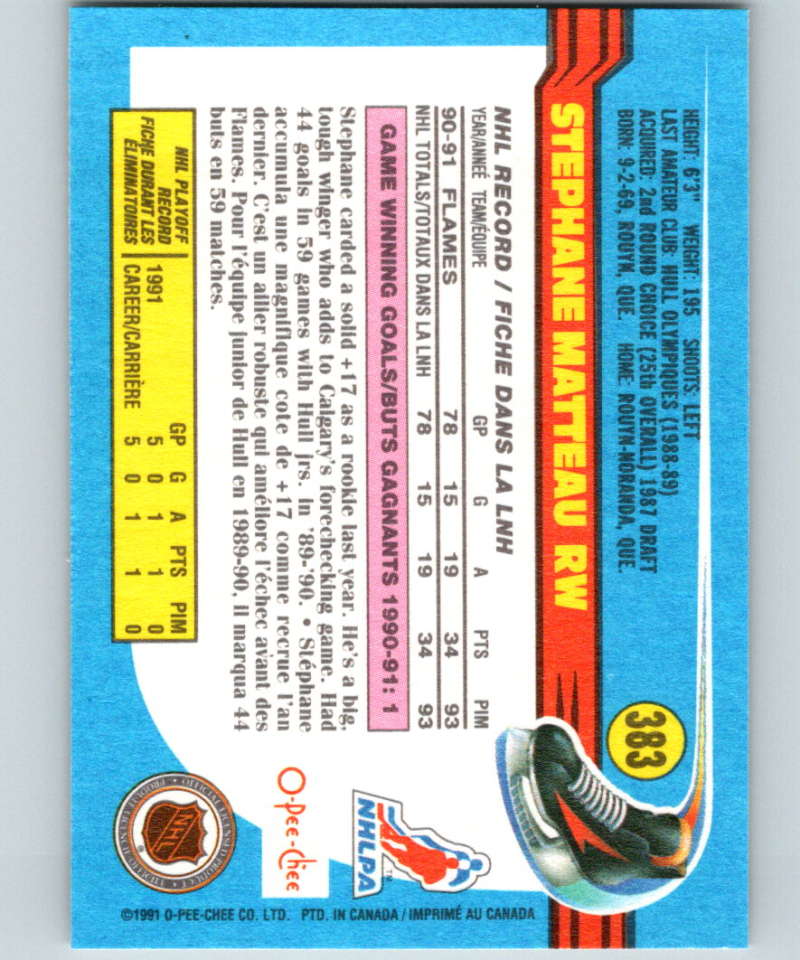 HEIGHT: 6'3" WEIGHT: 195 SHOOTS: LEFT
LAST AMATEUR CLUB: HULL OLYMPIQUES (1988-89)
ACQUIRED: 2nd ROUND CHOICE (25th OVERALL) 1987 DRAFT
BORN: 9-2-69, ROUYN, QUE. HOME: ROUYN-MORANDA, QUE.
383
STEPHANE MATTEAU RW
NHL RECORD / FICHE DANS LA LNH
YEAR/ANNEÉ TEAM/ÉQUIPE GP G A PTS PIM
90-91 FLAMES 78 15 19 34 93
NHL TOTALS/TOTAUX DANS LA LNH 78 15 19 34 93
GAME WINNING GOALS/BUTS GAGNANTS 1990-91: 1
Stephane carded a solid +17 as a rookie last year. He's a big,
tough winger who adds to Calgary's forechecking game. Had
44 goals in 59 games with Hull jrs. in '89-'90. • Stéphane
accumula une magnifique cote de +17 comme recrue l'an
dernier. C'est un ailier robuste qui améliore l'échec avant des
Flames. Pour l'équipe junior de Hull en 1989-90, il marqua 44
buts en 59 matches.
NHL PLAYOFF
RECORD
FICHE DURANT LES
ÉLIMINATOIRES
GP G A PTS PIM
1991 5 0 1 1 0
CAREER/CARRIÈRE 5 0 1 1 0
NHLPA
TM
O-Pee-Chee
NHL
©1991 O-PEE-CHEE CO. LTD. PTD. IN CANADA / IMPRIMÉ AU CANADA